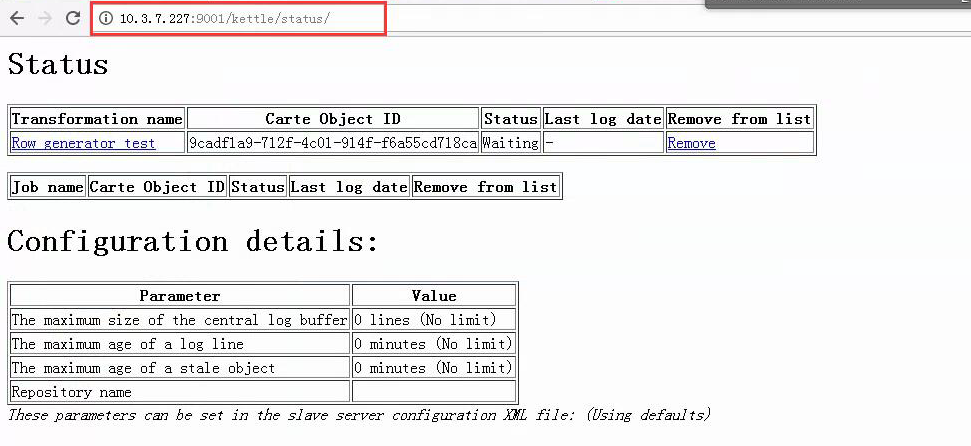 10.3.7.227:9001/kettle/status/
Status
Transformation name Carte Object ID Status Last log date Remove from list
Row generator test 9cadf1a9-712f-4c01-914f-f6a55cd718ca Waiting - Remove
Job name Carte Object ID Status Last log date Remove from list
Configuration details:
Parameter Value
The maximum size of the central log buffer 0 lines (No limit)
The maximum age of a log line 0 minutes (No limit)
The maximum age of a stale object 0 minutes (No limit)
Repository name
These parameters can be set in the slave server configuration XML file: (Using defaults)